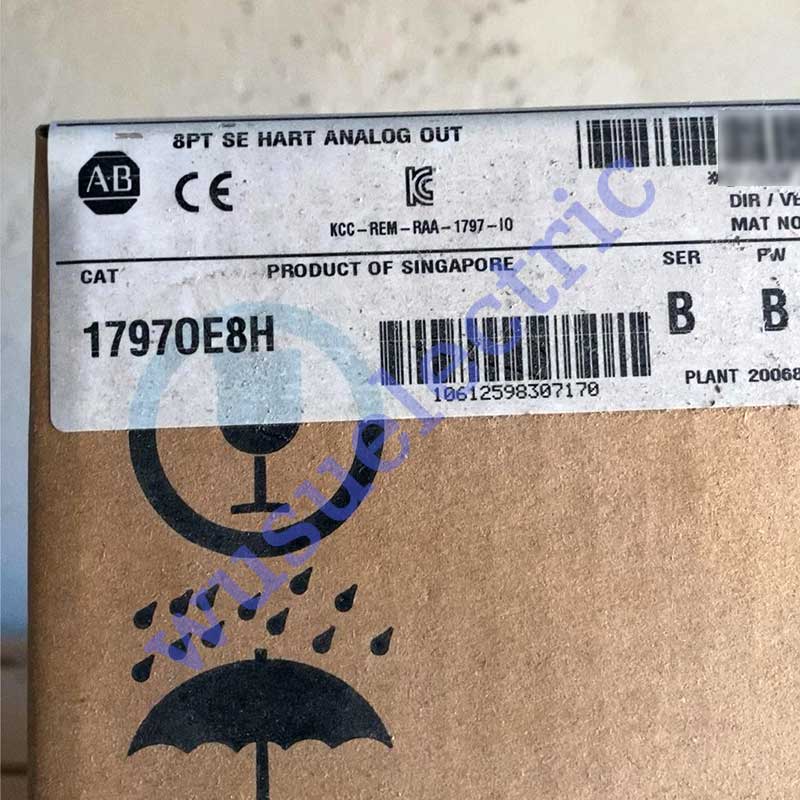 8PT SE HART ANALOG OUT
AB
CE
KCC-REM-RAA-1797-IO
DIR / VE
MAT NO
CAT
PRODUCT OF SINGAPORE
SER
PW
1797OE8H
B
B
10612598307170
PLANT 20068
wusuelectric